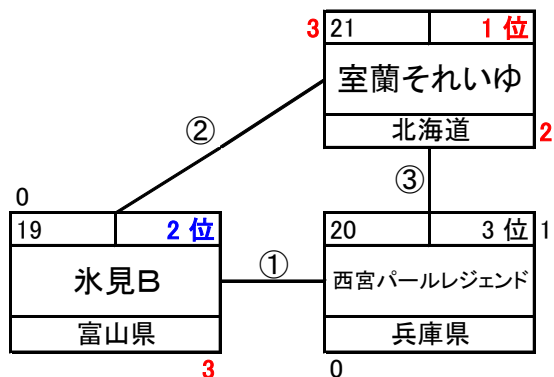 3 21 1 位
室蘭それいゆ
北海道 2
②
③
0
19 2 位
氷見B
富山県
3
①
20 3 位 1
西宮パールレジェンド
兵庫県
0